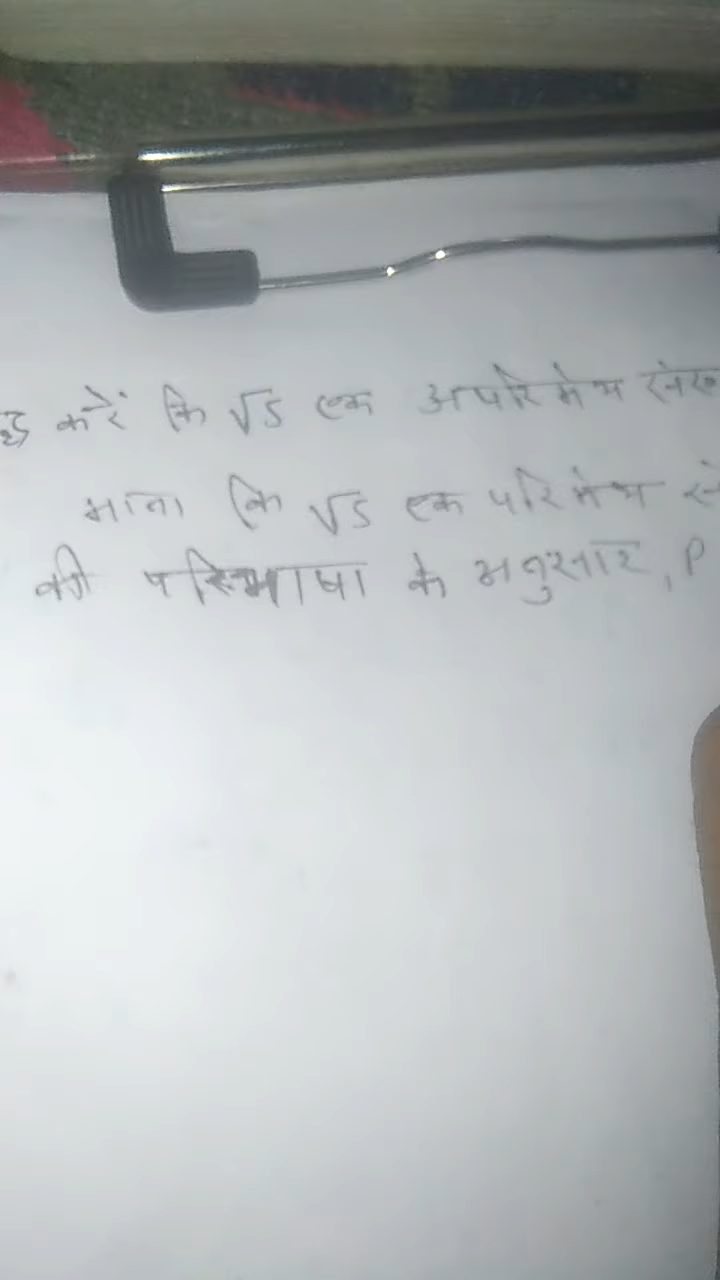 करें कि √5 एक अपरिमेय संख्
माना कि √5 एक परिमेय सं
की परिभाषा के अनुसार, P